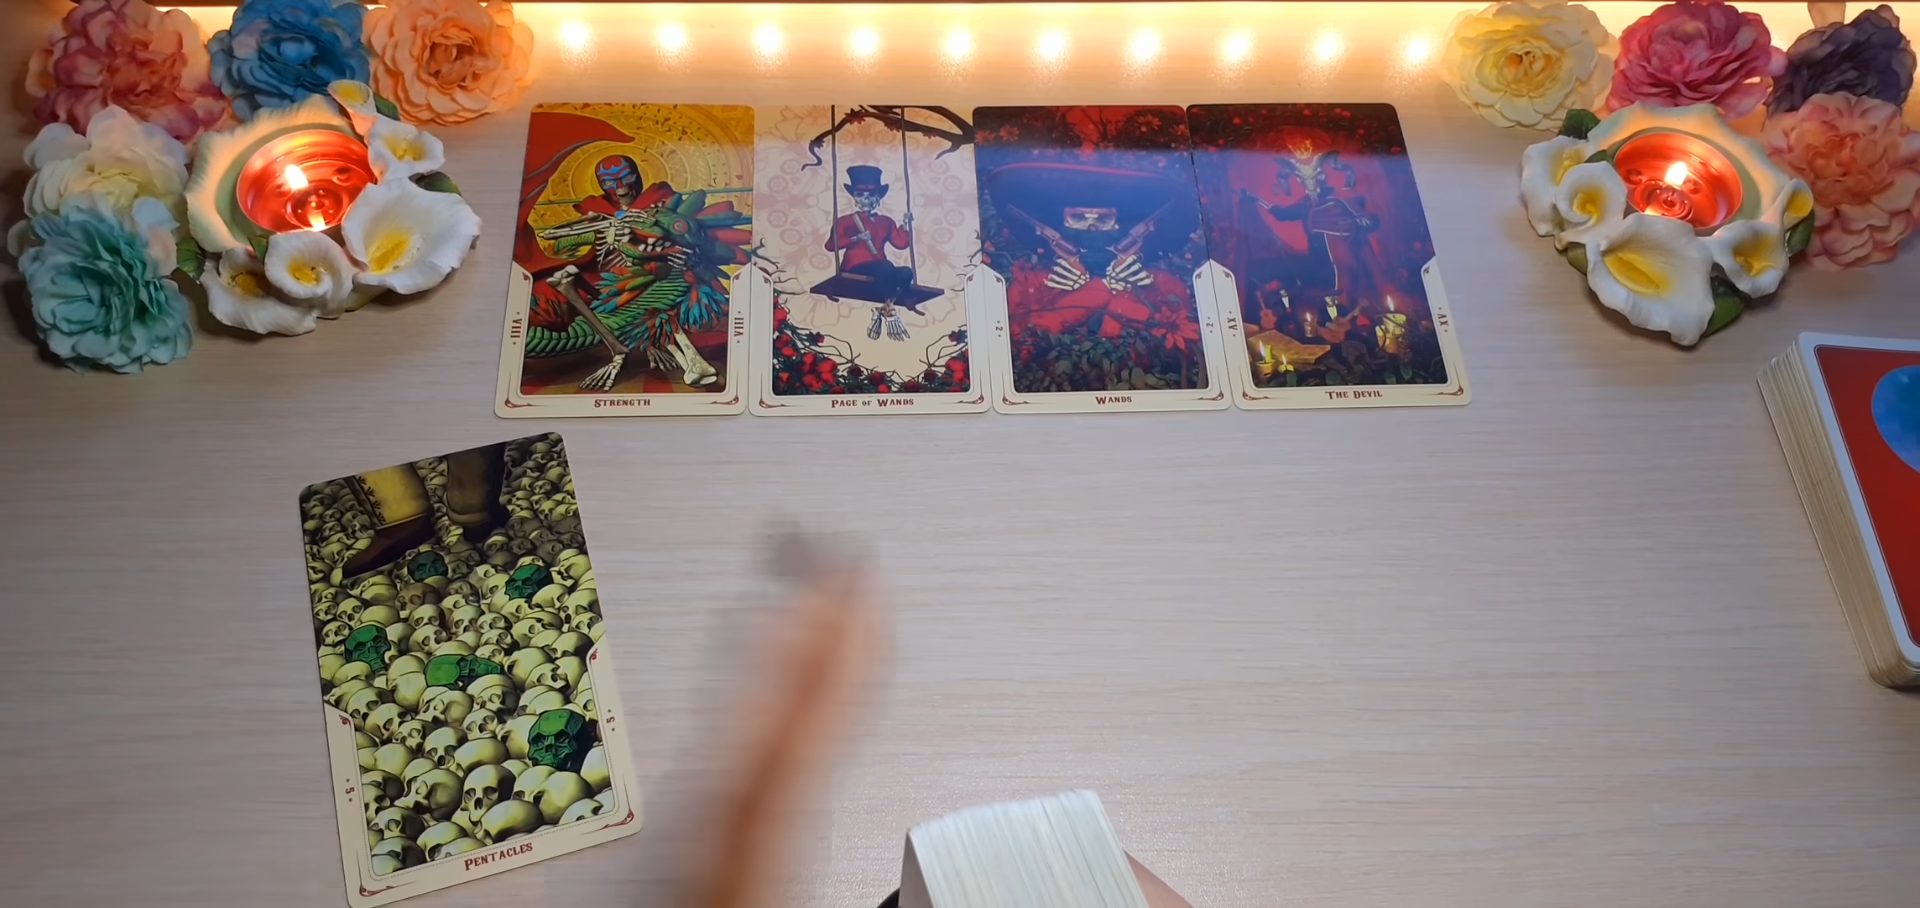 · VIII ·
· VIII ·
STRENGTH
PAGE OF WANDS
· 2 ·
· 2 ·
WANDS
· XV ·
· XV ·
THE DEVIL
· 5 ·
· 5 ·
PENTACLES